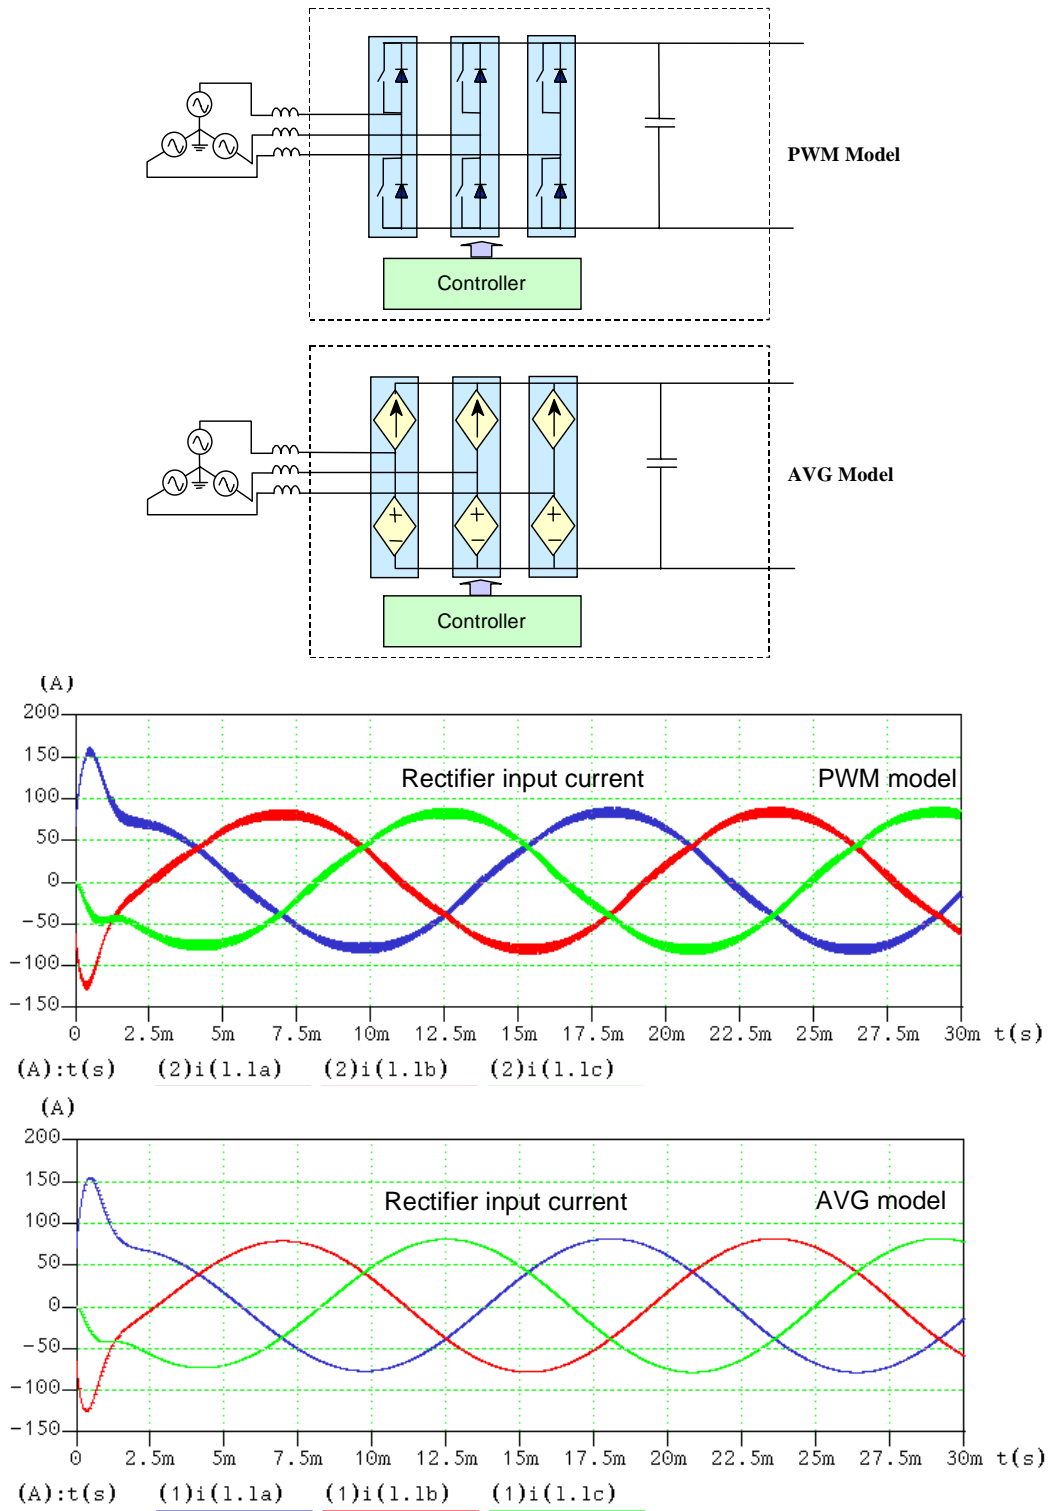 PWM Model
Controller
AVG Model
Controller
(A)
200
150
Rectifier input current PWM model
100
50
0
-50
-100
-150
0 2.5m 5m 7.5m 10m 12.5m 15m 17.5m 20m 22.5m 25m 27.5m 30m t(s)
(A):t(s) (2)i(l.la) (2)i(l.lb) (2)i(l.lc)
(A)
200
150
Rectifier input current AVG model
100
50
0
-50
-100
-150
0 2.5m 5m 7.5m 10m 12.5m 15m 17.5m 20m 22.5m 25m 27.5m 30m t(s)
(A):t(s) (1)i(l.la) (1)i(l.lb) (1)i(l.lc)